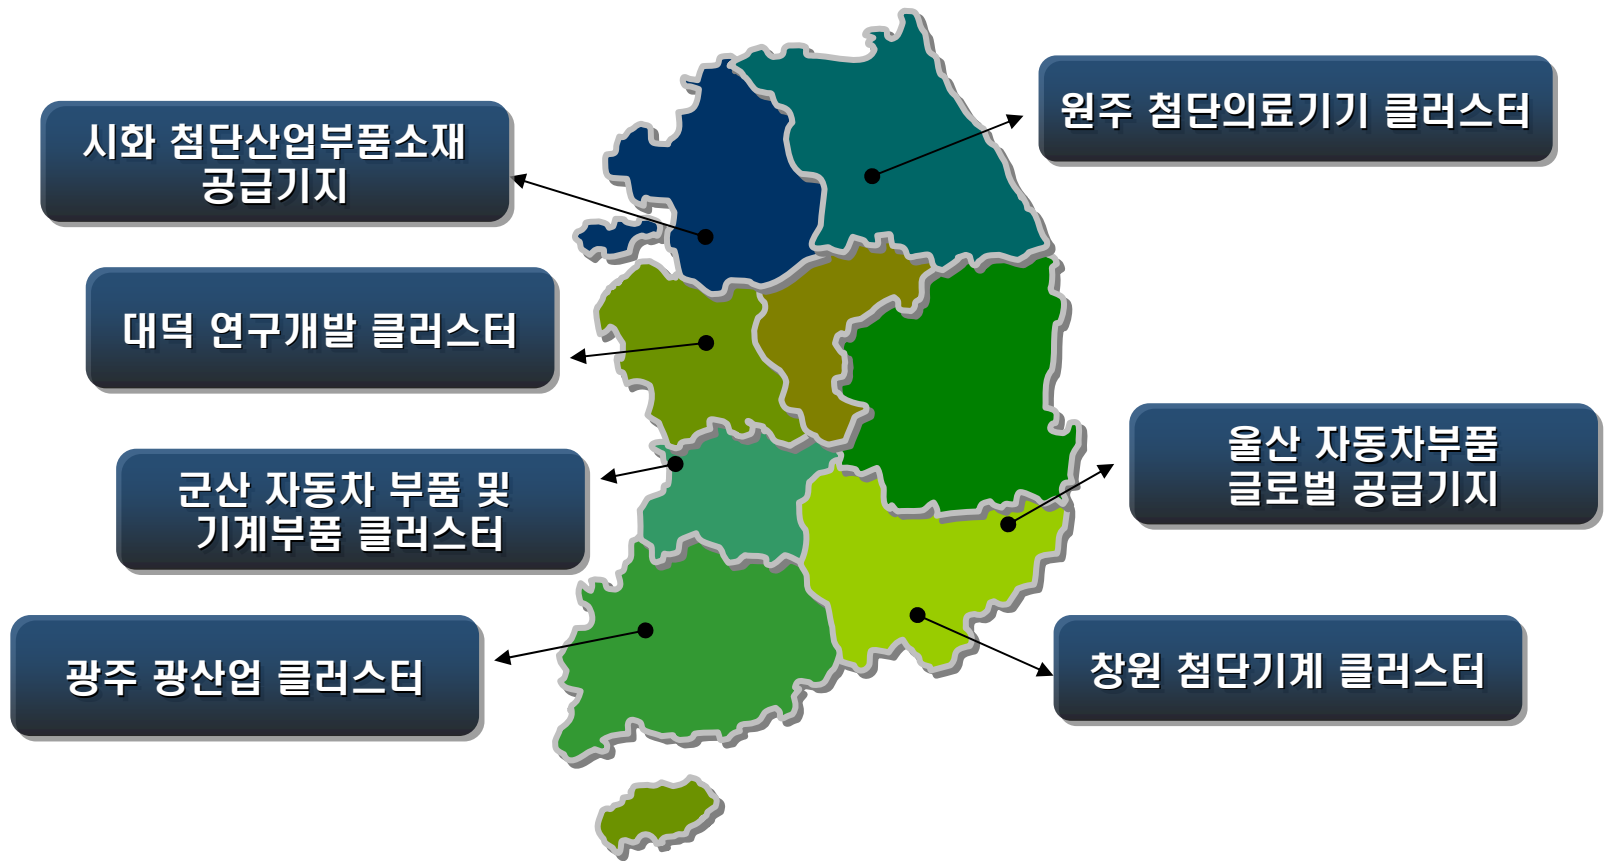 시화 첨단산업부품소재
공급기지
대덕 연구개발 클러스터
군산 자동차 부품 및
기계부품 클러스터
광주 광산업 클러스터
원주 첨단의료기기 클러스터
울산 자동차부품
글로벌 공급기지
창원 첨단기계 클러스터